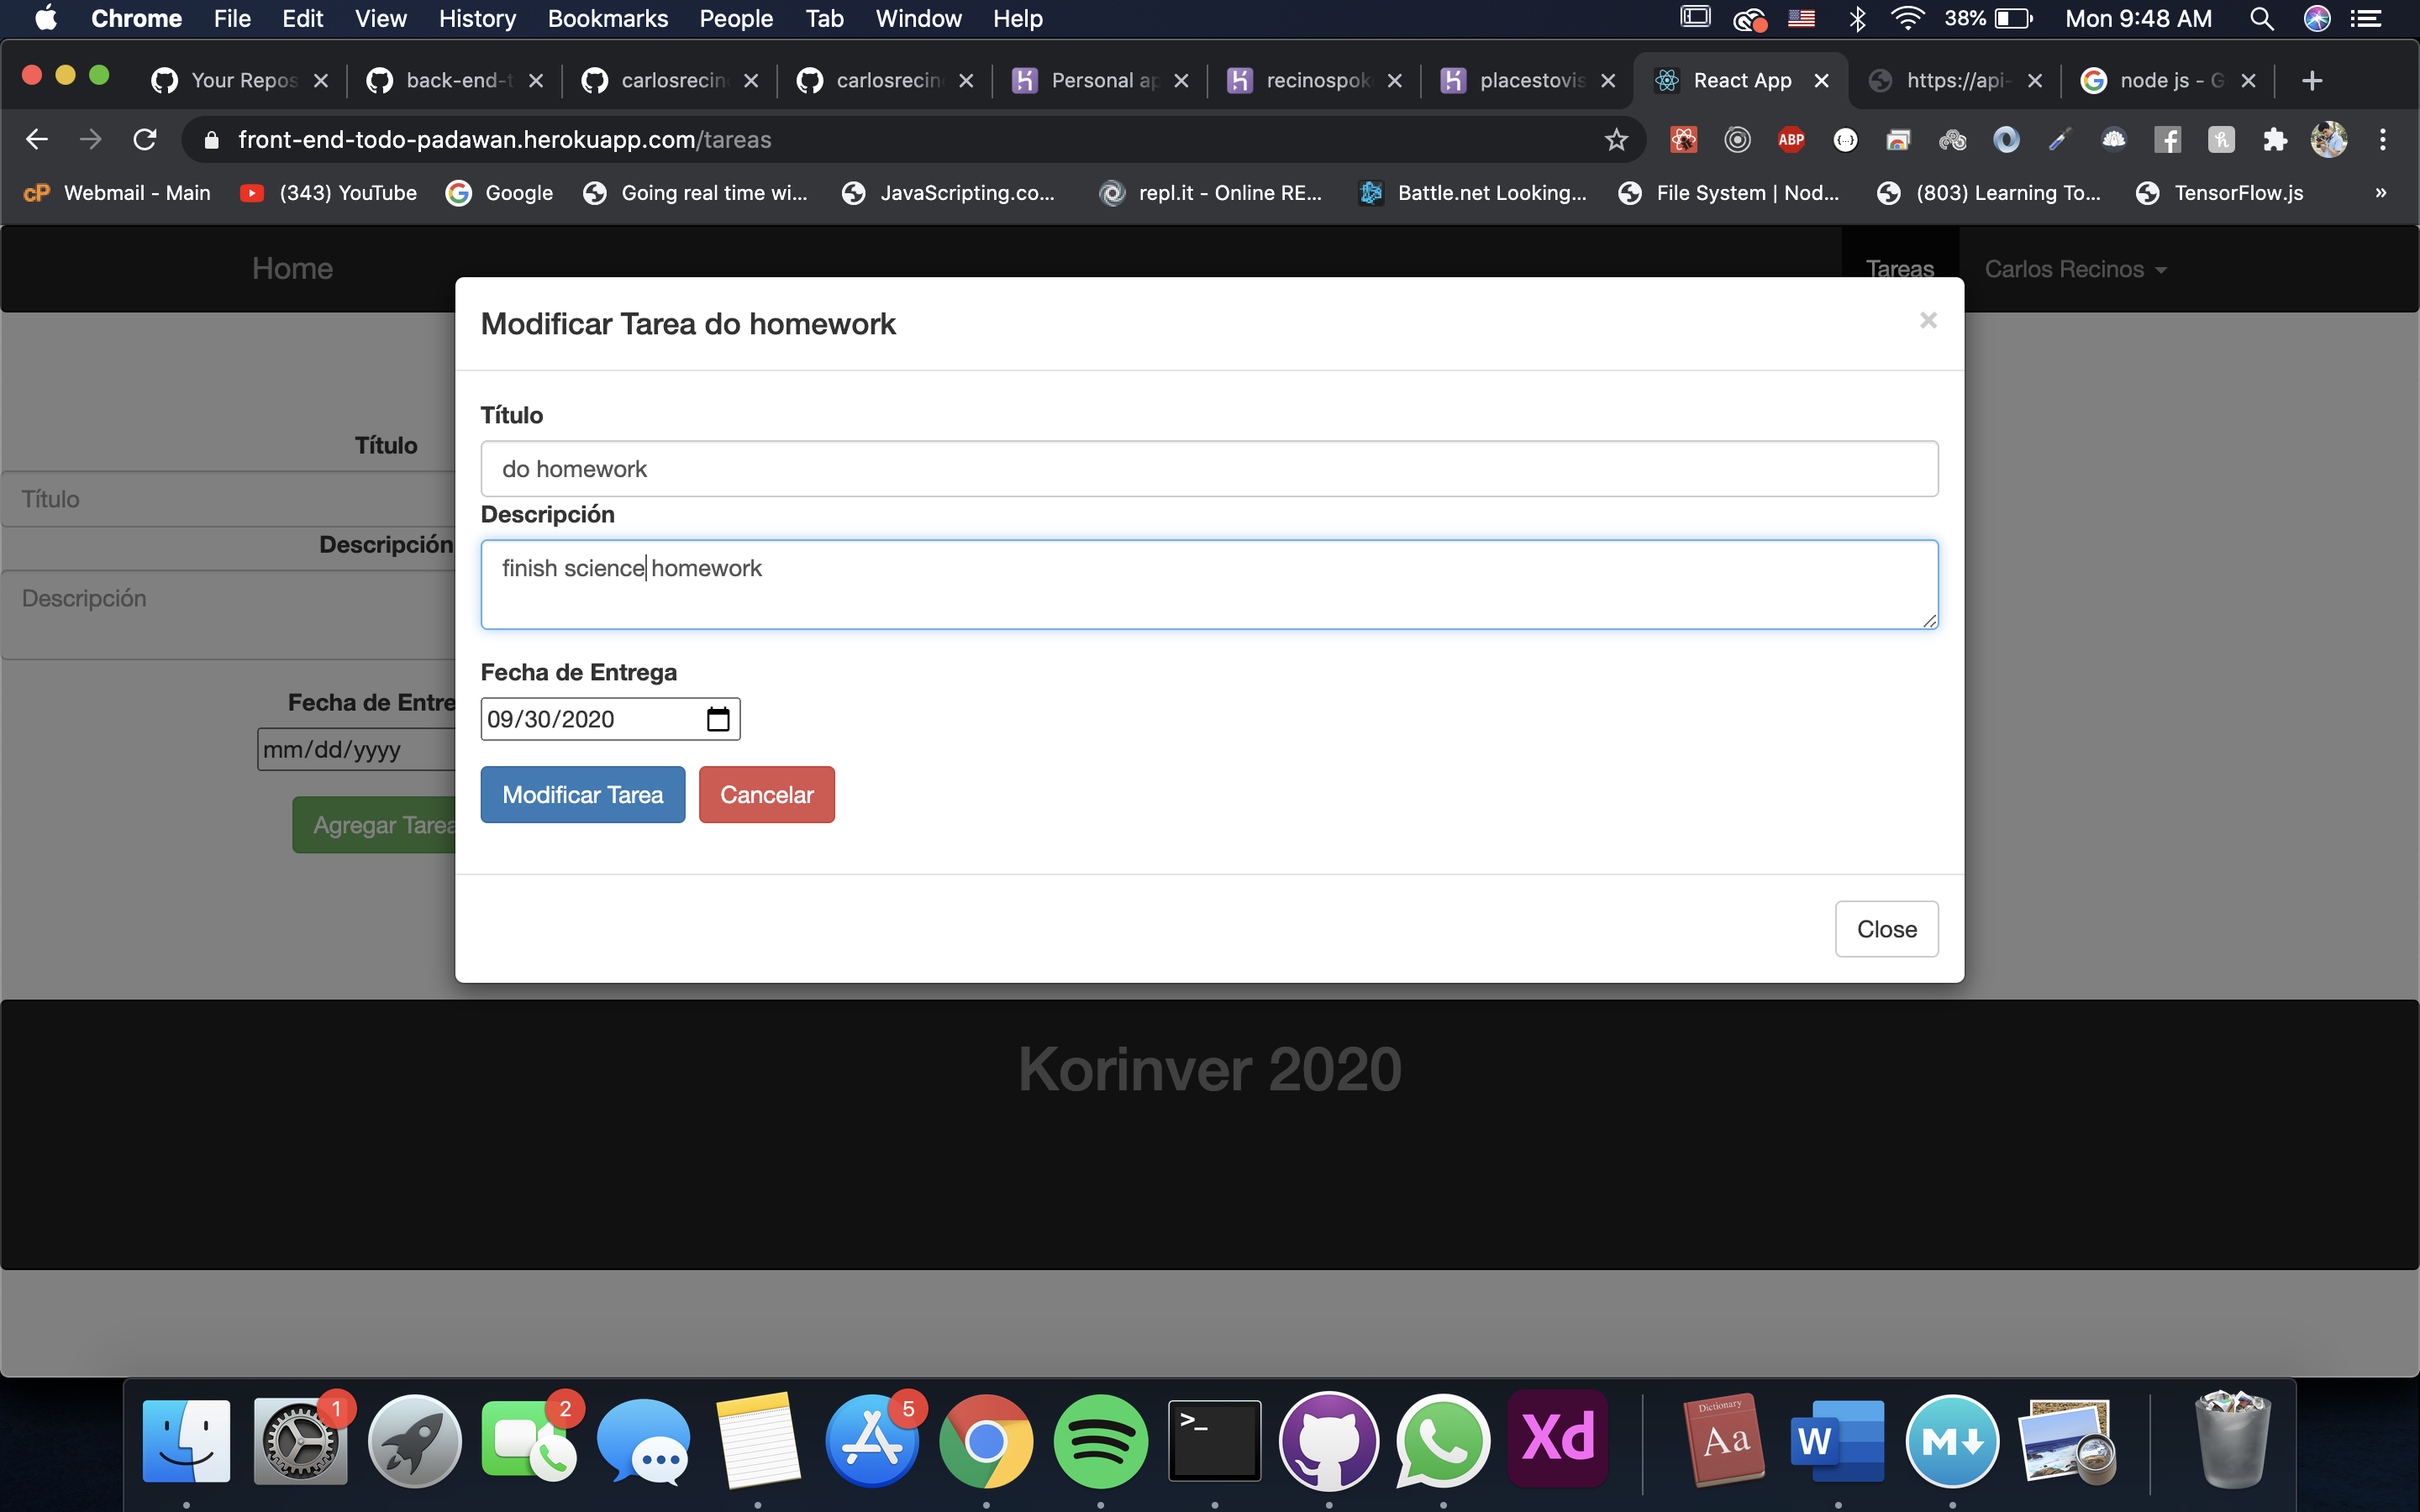 Chrome File Edit View History Bookmarks People Tab Window Help 38% Mon 9:48 AM
Your Repos back-end-t carlosrecin carlosrecin Personal ap recinospok placestovis React App https://api- node js - G
front-end-todo-padawan.herokuapp.com/tareas ABP
cP Webmail - Main (343) YouTube Google Going real time wi... JavaScripting.co... repl.it - Online RE... Battle.net Looking... File System | Nod... (803) Learning To... TensorFlow.js »
Home Tareas Carlos Recinos
Modificar Tarea do homework ×
Título
do homework
Descripción
finish science homework
Fecha de Entrega
09/30/2020
Modificar Tarea Cancelar
Close
Título
Título
Descripción
Descripción
Fecha de Entre
mm/dd/yyyy
Agregar Tarea
Korinver 2020
1 2 5
>_ Xd Dictionary Aa W M